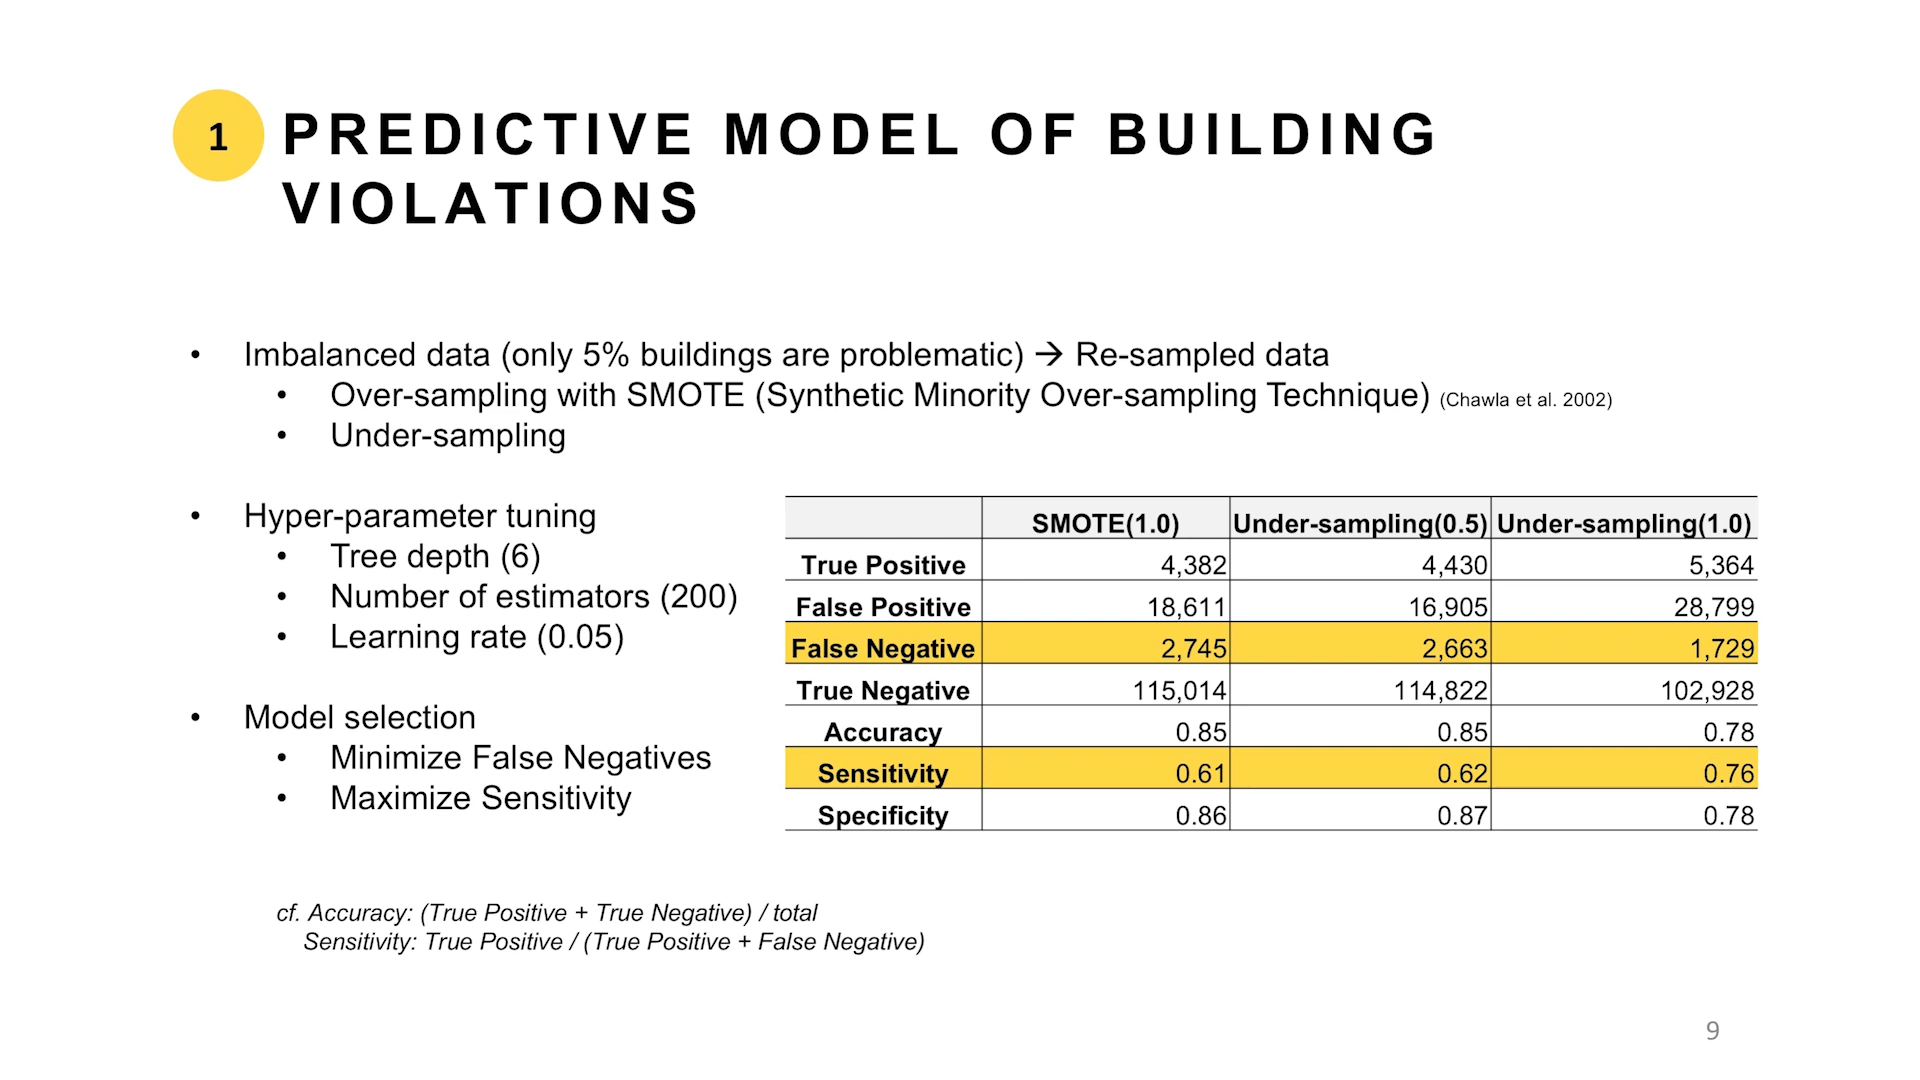 1
PREDICTIVE MODEL OF BUILDING
VIOLATIONS
• Imbalanced data (only 5% buildings are problematic) → Re-sampled data
• Over-sampling with SMOTE (Synthetic Minority Over-sampling Technique) (Chawla et al. 2002)
• Under-sampling
• Hyper-parameter tuning
• Tree depth (6)
• Number of estimators (200)
• Learning rate (0.05)
• Model selection
• Minimize False Negatives
• Maximize Sensitivity
SMOTE(1.0) Under-sampling(0.5) Under-sampling(1.0)
True Positive 4,382 4,430 5,364
False Positive 18,611 16,905 28,799
False Negative 2,745 2,663 1,729
True Negative 115,014 114,822 102,928
Accuracy 0.85 0.85 0.78
Sensitivity 0.61 0.62 0.76
Specificity 0.86 0.87 0.78
cf. Accuracy: (True Positive + True Negative) / total
Sensitivity: True Positive / (True Positive + False Negative)
9